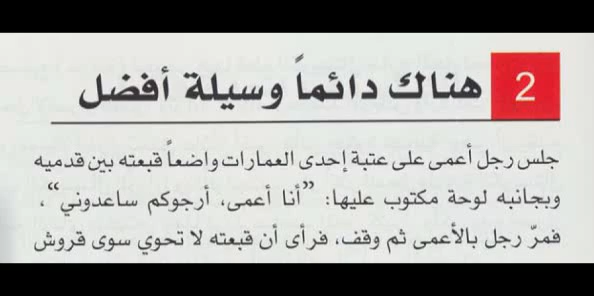 2 هناك دائماً وسيلة أفضل
جلس رجل أعمى على عتبة إحدى العمارات واضعاً قبعته بين قدميه
وبجانبه لوحة مكتوب عليها: ”أنا أعمى، أرجوكم ساعدوني“،
فمرّ رجل بالأعمى ثم وقف، فرأى أن قبعته لا تحوي سوى قروش